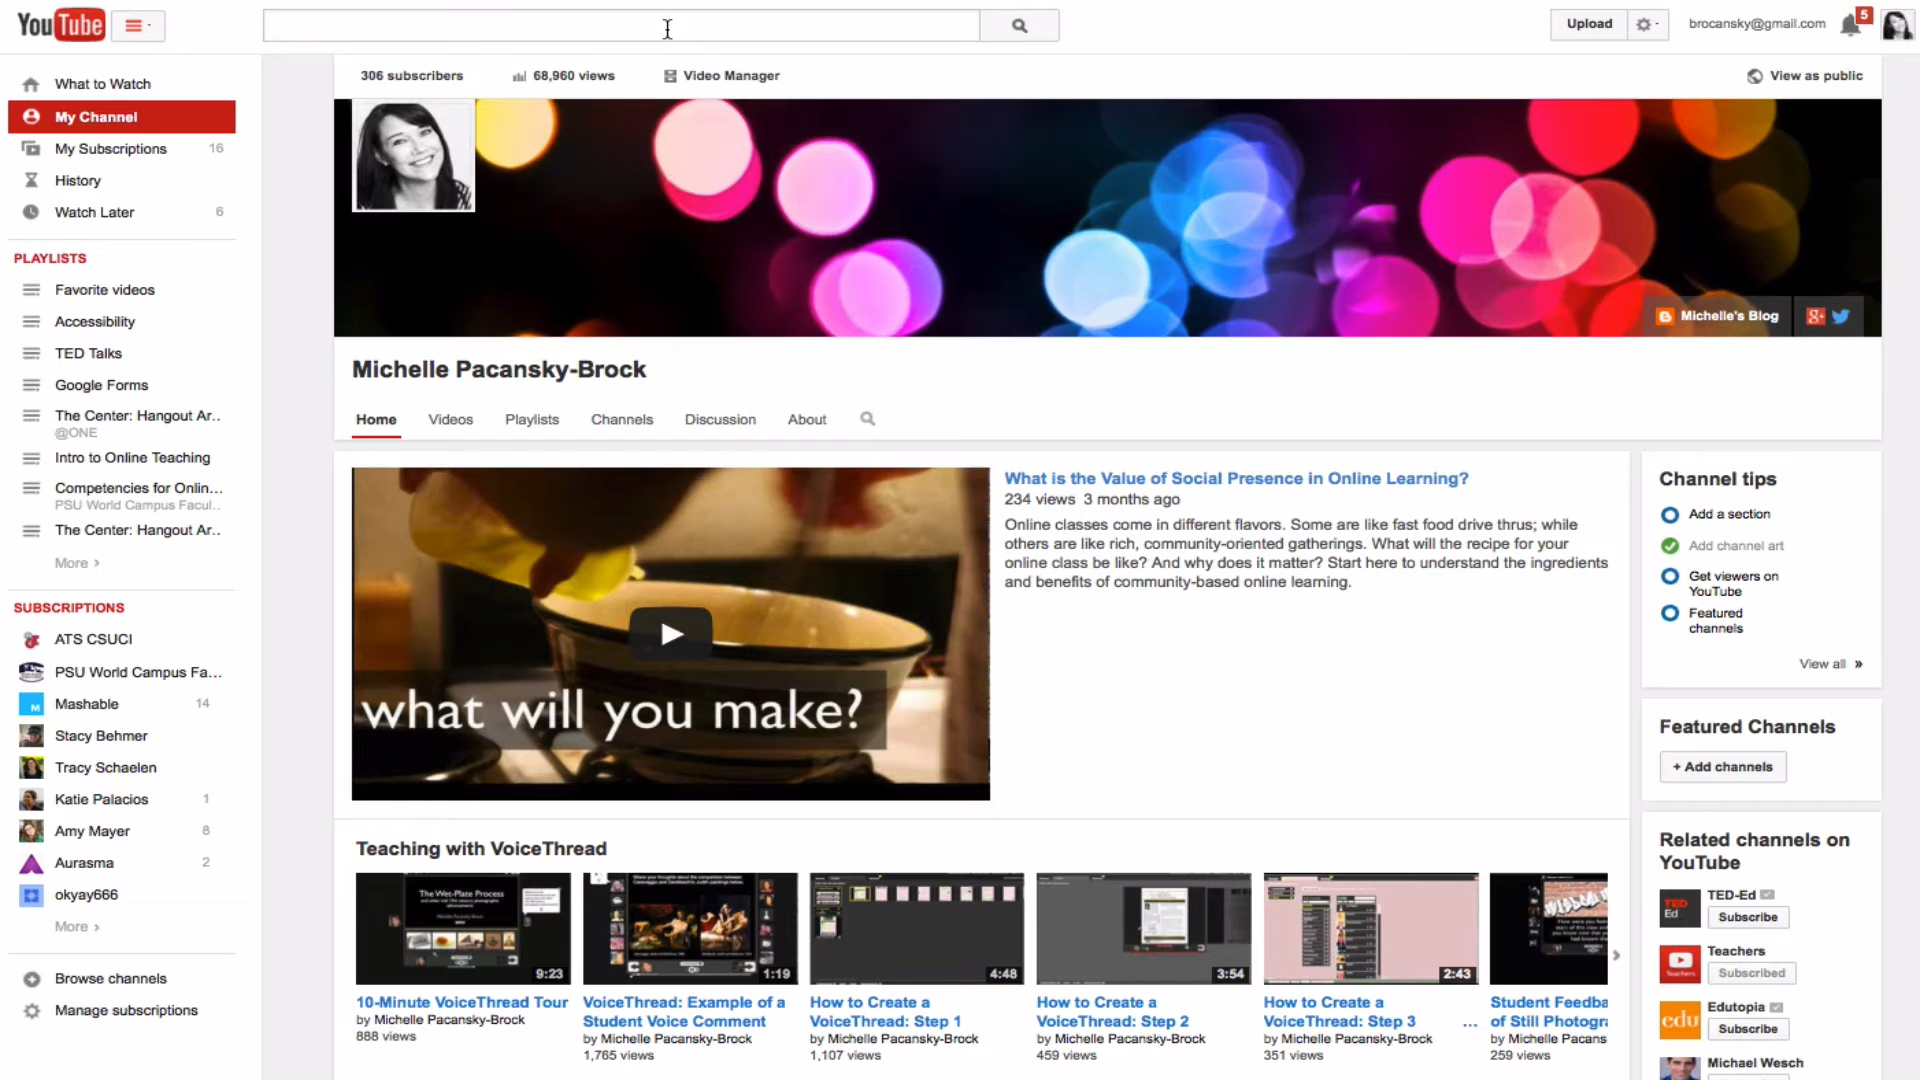 YouTube
Upload
brocansky@gmail.com
5
What to Watch
My Channel
My Subscriptions 16
History
Watch Later 6
PLAYLISTS
Favorite videos
Accessibility
TED Talks
Google Forms
The Center: Hangout Ar..
@ONE
Intro to Online Teaching
Competencies for Onlin...
PSU World Campus Facul..
The Center: Hangout Ar..
More ›
SUBSCRIPTIONS
ATS CSUCI
PSU World Campus Fa...
Mashable 14
Stacy Behmer
Tracy Schaelen
Katie Palacios 1
Amy Mayer 8
Aurasma 2
okyay666
More ›
Browse channels
Manage subscriptions
306 subscribers 68,960 views Video Manager
View as public
Michelle's Blog
Michelle Pacansky-Brock
Home Videos Playlists Channels Discussion About
what will you make?
What is the Value of Social Presence in Online Learning?
234 views 3 months ago
Online classes come in different flavors. Some are like fast food drive thrus; while
others are like rich, community-oriented gatherings. What will the recipe for your
online class be like? And why does it matter? Start here to understand the ingredients
and benefits of community-based online learning.
Teaching with VoiceThread
The Wet-Plate Process
9:23
10-Minute VoiceThread Tour
by Michelle Pacansky-Brock
888 views
1:19
VoiceThread: Example of a
Student Voice Comment
by Michelle Pacansky-Brock
1,765 views
4:48
How to Create a
VoiceThread: Step 1
by Michelle Pacansky-Brock
1,107 views
3:54
How to Create a
VoiceThread: Step 2
by Michelle Pacansky-Brock
459 views
2:43
How to Create a
VoiceThread: Step 3 ...
by Michelle Pacansky-Brock
351 views
Student Feedba
of Still Photogra
by Michelle Pacans
259 views
Channel tips
Add a section
Add channel art
Get viewers on
YouTube
Featured
channels
View all »
Featured Channels
+ Add channels
Related channels on
YouTube
TED Ed
TED-Ed
Subscribe
Teachers
Teachers
Subscribed
edu
Edutopia
Subscribe
Michael Wesch